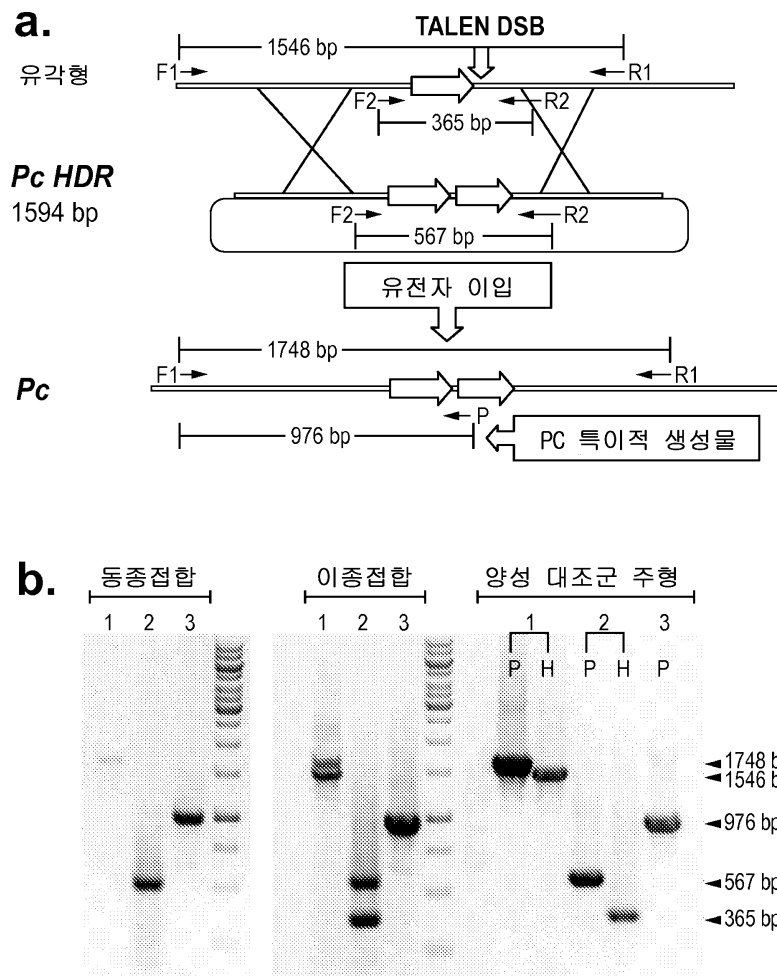 a.
TALEN DSB
1546 bp
유각형
F1
R1
F2
R2
365 bp
Pc HDR
1594 bp
F2
R2
567 bp
유전자 이입
1748 bp
F1
R1
Pc
P
976 bp
PC 특이적 생성물
b.
동종접합 이종접합 양성 대조군 주형
1 2 3 1 2 3 1 2 3
P H P H P
1748 b
1546 b
976 bp
567 bp
365 bp